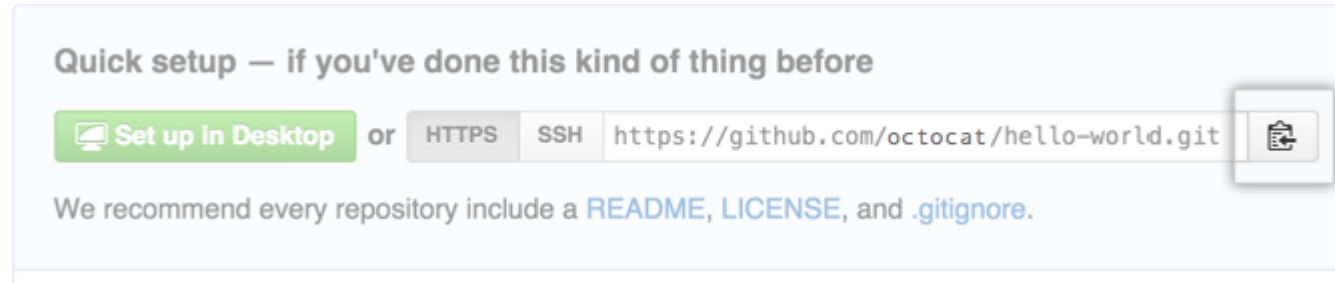 Quick setup — if you've done this kind of thing before
Set up in Desktop or HTTPS SSH https://github.com/octocat/hello-world.git
We recommend every repository include a README, LICENSE, and .gitignore.